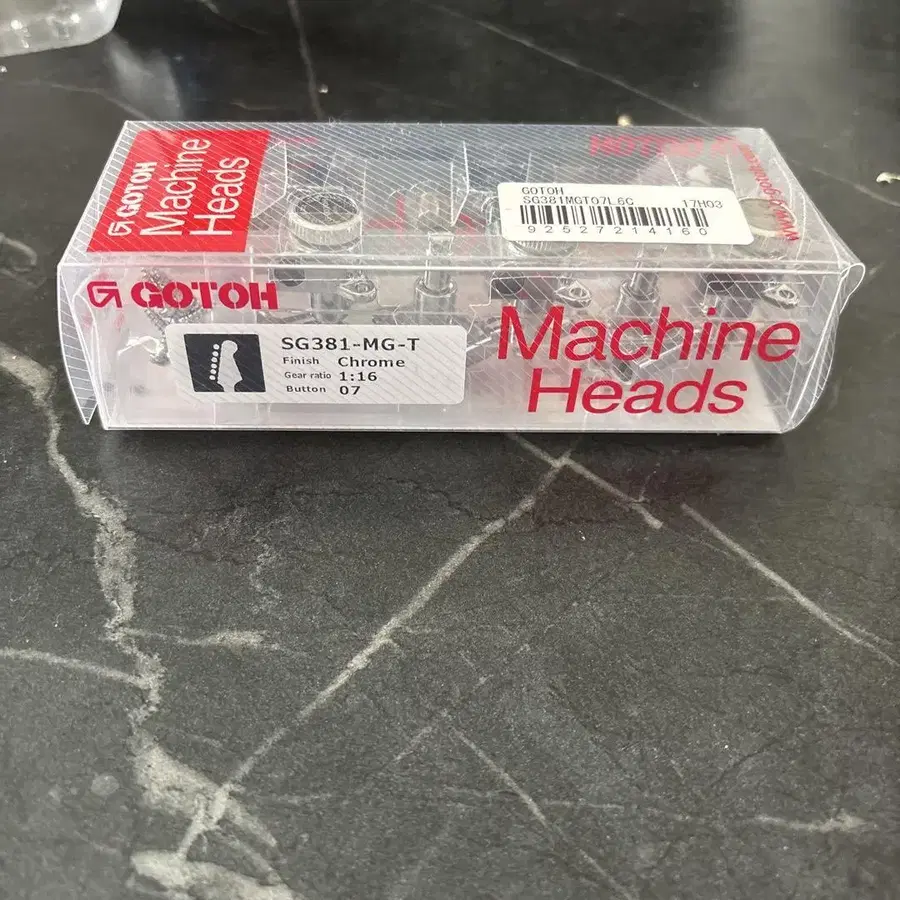 GOTOH
Machine
Heads
GOTOH
SG381MGT07L6C 17H03
92527214160
GOTOH
SG381-MG-T
Finish Chrome
Gear ratio 1:16
Button 07
Machine
Heads